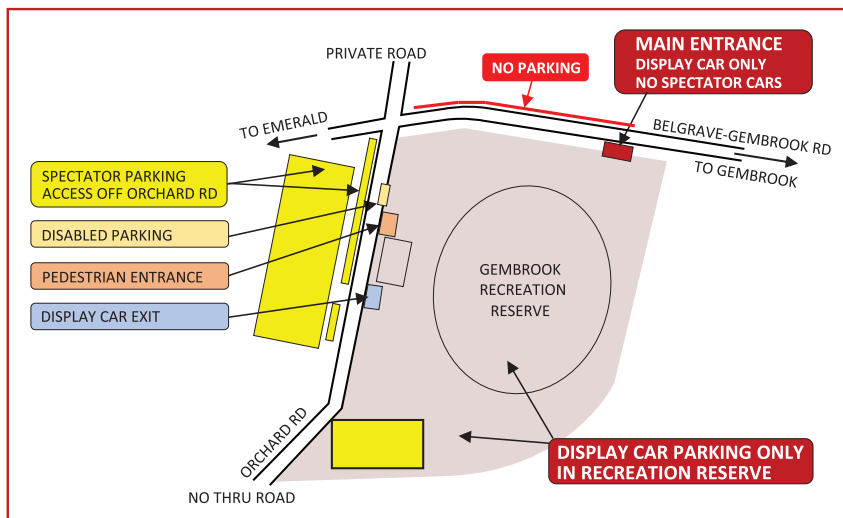 PRIVATE ROAD
MAIN ENTRANCE
DISPLAY CAR ONLY
NO SPECTATOR CARS
NO PARKING
TO EMERALD
BELGRAVE-GEMBROOK RD
TO GEMBROOK
SPECTATOR PARKING
ACCESS OFF ORCHARD RD
DISABLED PARKING
PEDESTRIAN ENTRANCE
DISPLAY CAR EXIT
GEMBROOK
RECREATION
RESERVE
ORCHARD RD
NO THRU ROAD
DISPLAY CAR PARKING ONLY
IN RECREATION RESERVE